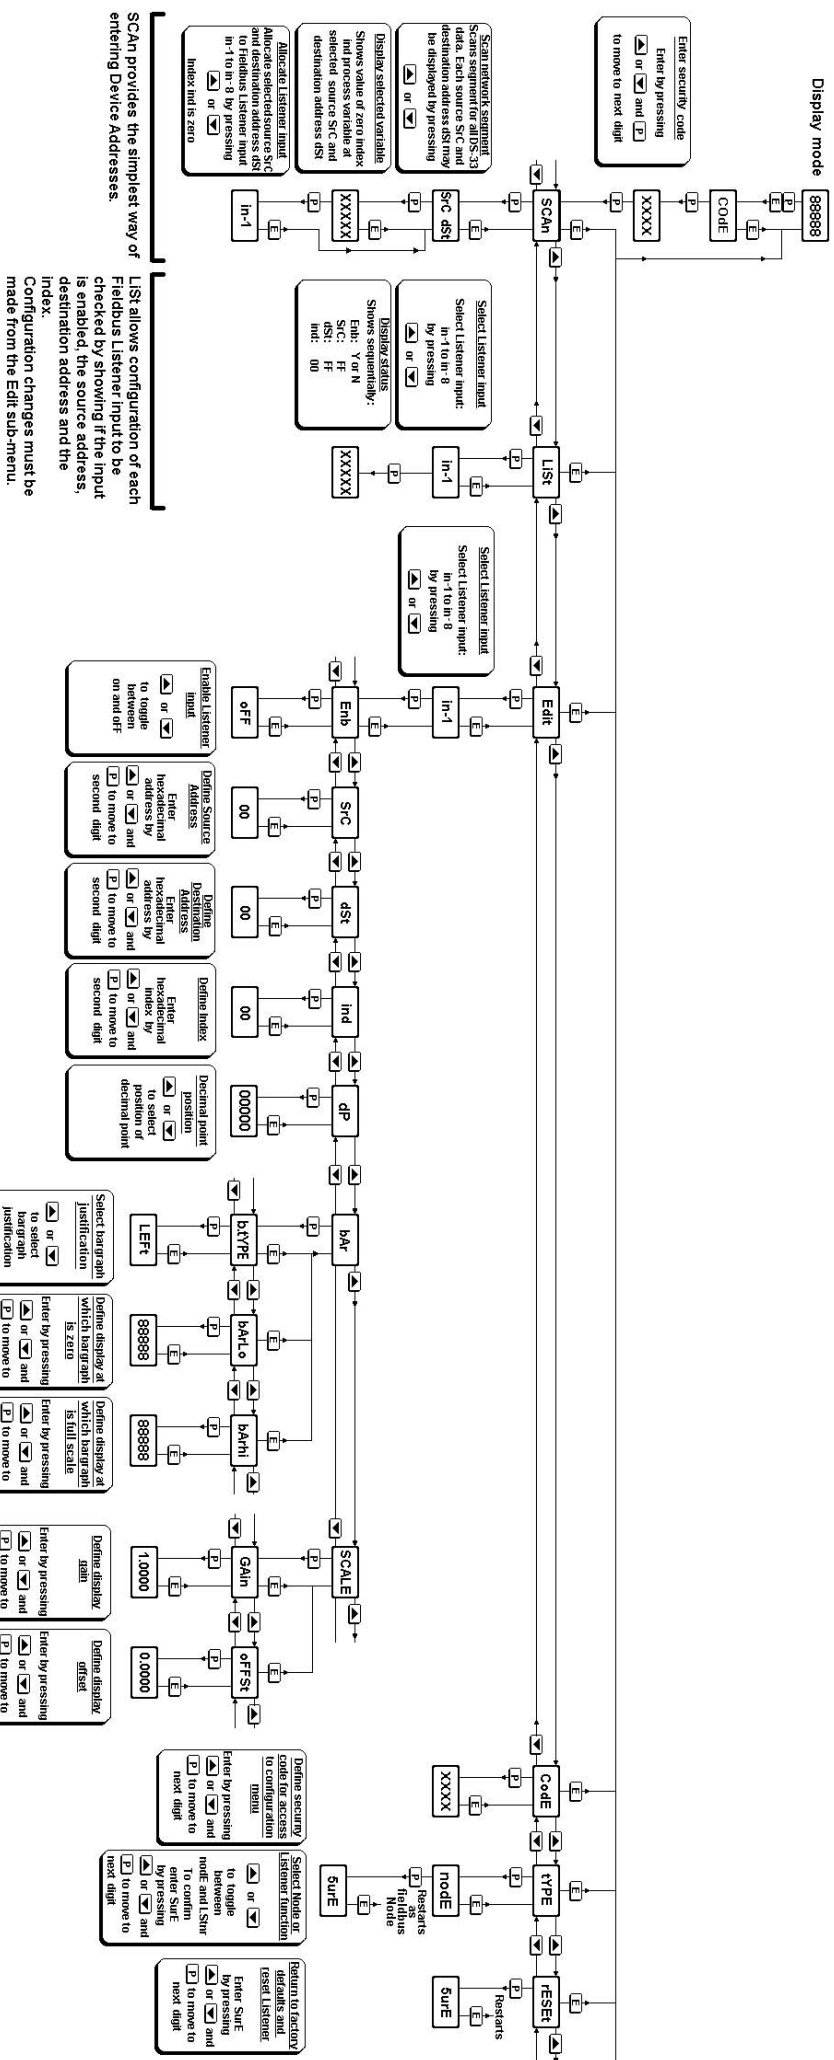 Display mode
88888
P
E
P
E
COdE
P
XXXX
P
E
Enter security code
Enter by pressing
▲ or ▼ and P
to move to next digit
SCAn
P
E
SrC dSt
P
E
XXXXX
P
E
in-1
Scan network segment
Scans segment for all DS-33
data. Each source SrC and
destination address dSt may
be displayed by pressing
▲ or ▼
Display selected variable
Shows value of zero index
ind process variable at
selected source SrC and
destination address dSt
Allocate Listener input
Allocate selected source SrC
and destination address dSt
to Fieldbus Listener input
in-1 to in- 8 by pressing
▲ or ▼
Index ind is zero
SCAn provides the simplest way of
entering Device Addresses.
E
LiSt
P
E
in-1
P
XXXXX
Select Listener input
Select Listener input:
in-1 to in- 8
by pressing
▲ or ▼
Display status
Shows sequentially:
Enb: Y or N
SrC: FF
dSt: FF
ind: 00
LiSt allows configuration of each
Fieldbus Listener input to be
checked by showing if the input
is enabled, the source address,
destination address and the
index.
Configuration changes must be
made from the Edit sub-menu.
E
Edit
P
E
in-1
P
E
Select Listener input
Select Listener input:
in-1 to in- 8
by pressing
▲ or ▼
Enb
P
E
oFF
Enable Listener
input
▲ or ▼
to toggle
between
on and oFF
SrC
P
E
00
Define Source
Address
Enter
hexadecimal
address by
▲ or ▼ and
P to move to
second digit
dSt
P
E
00
Define
Destination
Address
Enter
hexadecimal
address by
▲ or ▼ and
P to move to
second digit
ind
P
E
00
Define Index
Enter
hexadecimal
index by
▲ or ▼ and
P to move to
second digit
dP
P
E
00000
Decimal point
position
▲ or ▼
to select
position of
decimal point
bAr
P
E
b.tYPE
P
E
LEFt
Select bargraph
justification
▲ or ▼
to select
bargraph
justification
E
bArLo
P
E
88888
Define display at
which bargraph
is zero
Enter by pressing
▲ or ▼ and
P to move to
E
bArhi
P
E
88888
Define display at
which bargraph
is full scale
Enter by pressing
▲ or ▼ and
P to move to
SCALE
P
E
GAin
P
E
1.0000
Define display
gain
Enter by pressing
▲ or ▼ and
P to move to
E
oFFSt
P
E
0.0000
Define display
offset
Enter by pressing
▲ or ▼ and
P to move to
E
CodE
P
E
XXXX
Define security
code for access
to configuration
menu
Enter by pressing
▲ or ▼ and
P to move to
next digit
E
tYPE
P
E
nodE
P
Restarts
as
fieldbus
Node
E
5urE
Select Node or
Listener function
▲ or ▼
to toggle
between
nodE and LStnr
To confim
enter SurE
by pressing
▲ or ▼ and
P to move to
next digit
E
rESEt
P
E
Restarts
5urE
Return to factory
defaults and
reset Listener
Enter SurE
by pressing
▲ or ▼ and
P to move to
next digit